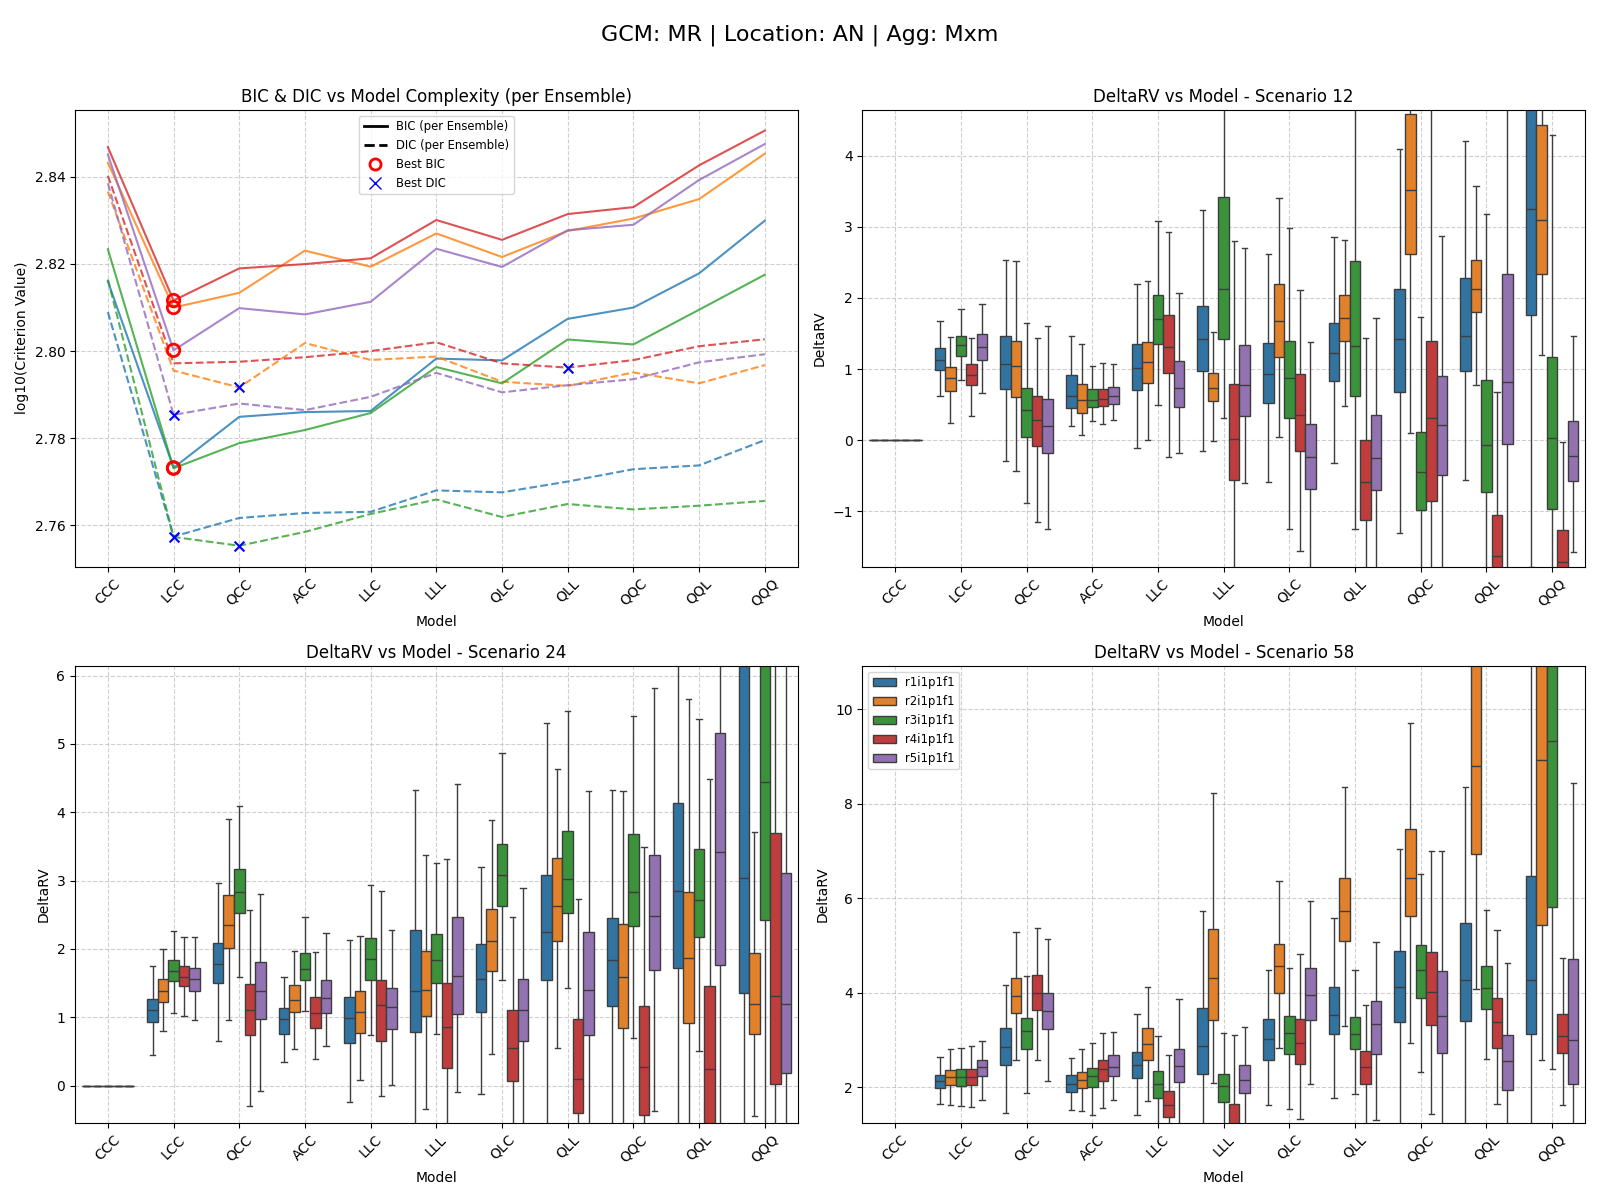 GCM: MR | Location: AN | Agg: Mxm
BIC & DIC vs Model Complexity (per Ensemble)
log10(Criterion Value)
2.84
2.82
2.80
2.78
2.76
BIC (per Ensemble)
DIC (per Ensemble)
Best BIC
Best DIC
CCC
LCC
QCC
ACC
LLC
LLL
QLC
QLL
QQC
QQL
QQQ
Model
DeltaRV vs Model - Scenario 12
DeltaRV
4
3
2
1
0
−1
CCC
LCC
QCC
ACC
LLC
LLL
QLC
QLL
QQC
QQL
QQQ
Model
DeltaRV vs Model - Scenario 24
DeltaRV
6
5
4
3
2
1
0
CCC
LCC
QCC
ACC
LLC
LLL
QLC
QLL
QQC
QQL
QQQ
Model
DeltaRV vs Model - Scenario 58
DeltaRV
10
8
6
4
2
r1i1p1f1
r2i1p1f1
r3i1p1f1
r4i1p1f1
r5i1p1f1
CCC
LCC
QCC
ACC
LLC
LLL
QLC
QLL
QQC
QQL
QQQ
Model